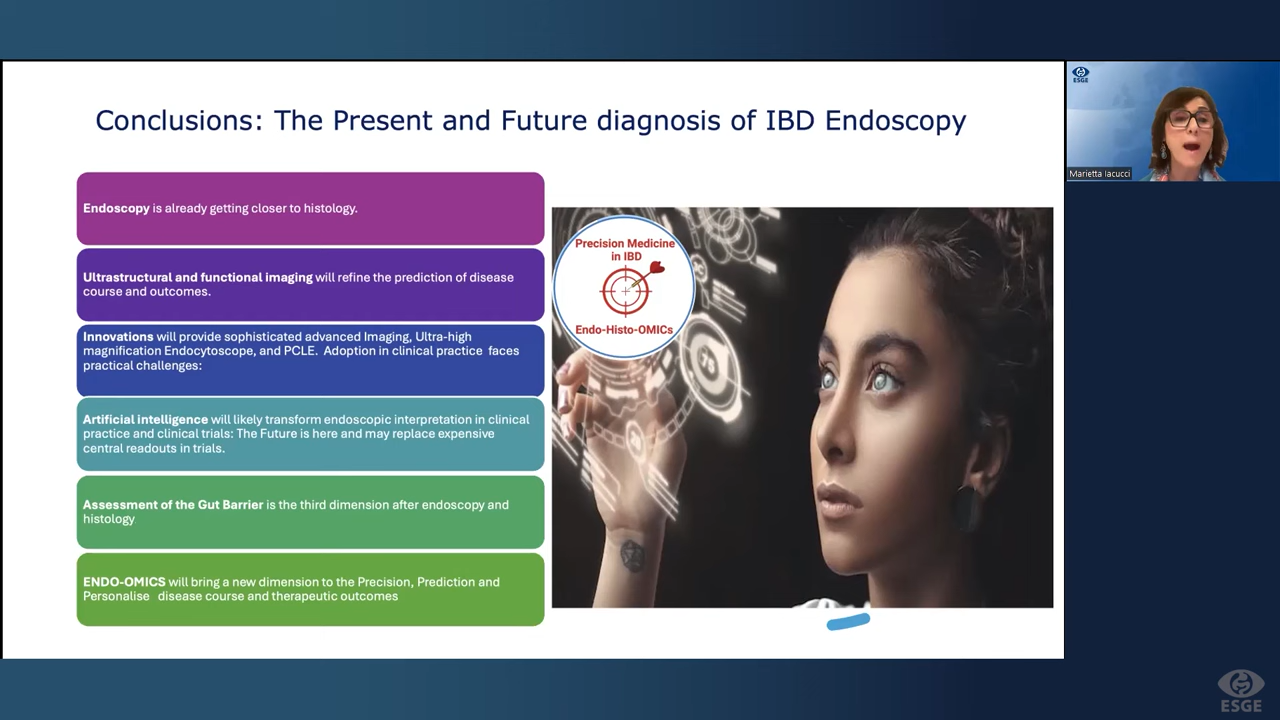 Conclusions: The Present and Future diagnosis of IBD Endoscopy
Endoscopy is already getting closer to histology.
Ultrastructural and functional imaging will refine the prediction of disease
course and outcomes.
Innovations will provide sophisticated advanced Imaging, Ultra-high
magnification Endocytoscope, and PCLE. Adoption in clinical practice faces
practical challenges:
Artificial intelligence will likely transform endoscopic interpretation in clinical
practice and clinical trials: The Future is here and may replace expensive
central readouts in trials.
Assessment of the Gut Barrier is the third dimension after endoscopy and
histology
ENDO-OMICS will bring a new dimension to the Precision, Prediction and
Personalise disease course and therapeutic outcomes
Precision Medicine
in IBD
Endo-Histo-OMICs
ESGE
Marietta Iacucci
ESGE